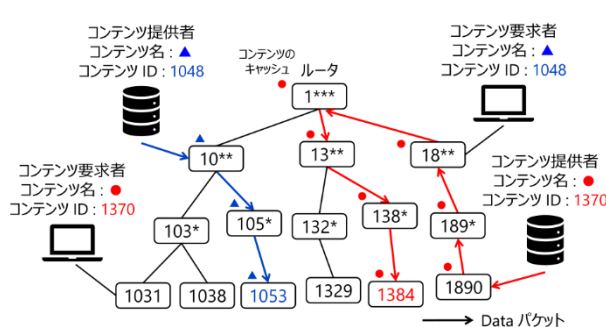 コンテンツ提供者
コンテンツ名：▲
コンテンツ ID：1048
コンテンツの
キャッシュ
ルータ
コンテンツ要求者
コンテンツ名：▲
コンテンツ ID：1048
1***
10**
13**
18**
コンテンツ要求者
コンテンツ名：●
コンテンツ ID：1370
コンテンツ提供者
コンテンツ名：●
コンテンツ ID：1370
103*
105*
132*
138*
189*
1031
1038
1053
1329
1384
1890
Data パケット